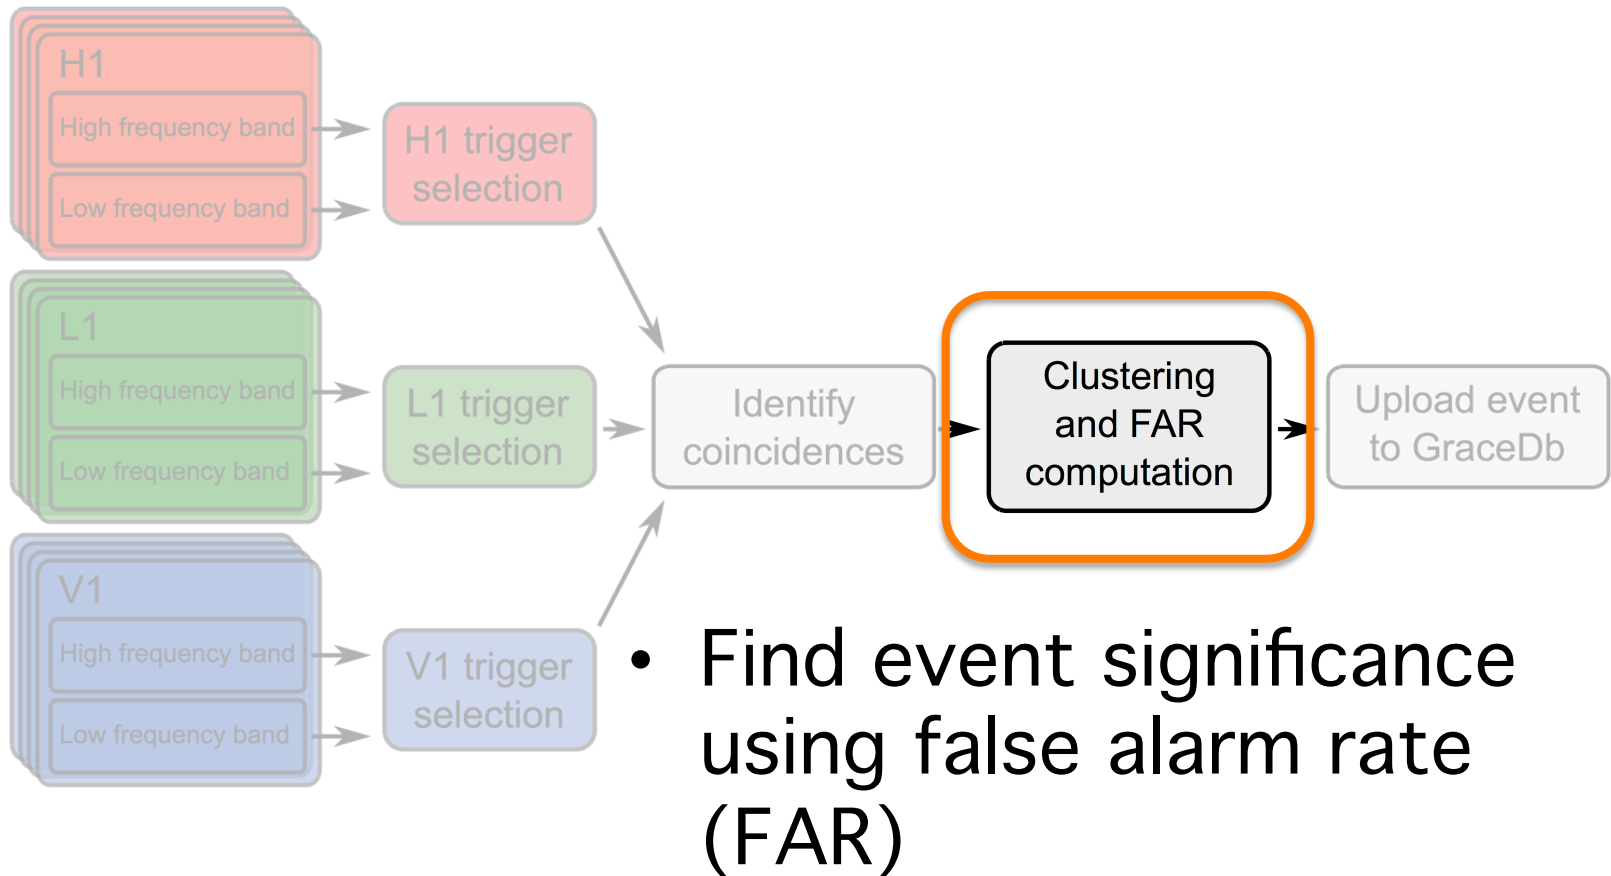 H1
High frequency band
Low frequency band
H1 trigger
selection
L1
High frequency band
Low frequency band
L1 trigger
selection
V1
High frequency band
Low frequency band
V1 trigger
selection
Identify
coincidences
Clustering
and FAR
computation
Upload event
to GraceDb
• Find event significance
using false alarm rate
(FAR)